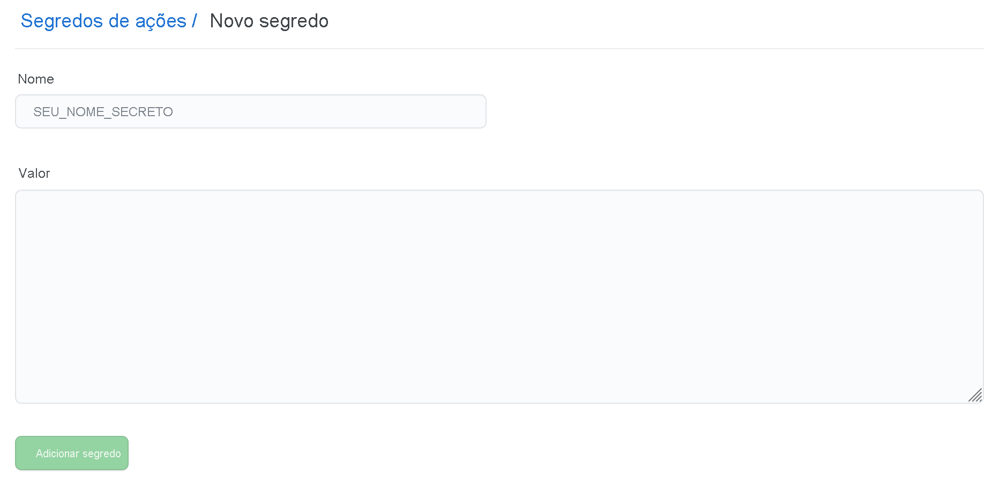 Segredos de ações / Novo segredo
Nome
SEU_NOME_SECRETO
Valor
Adicionar segredo